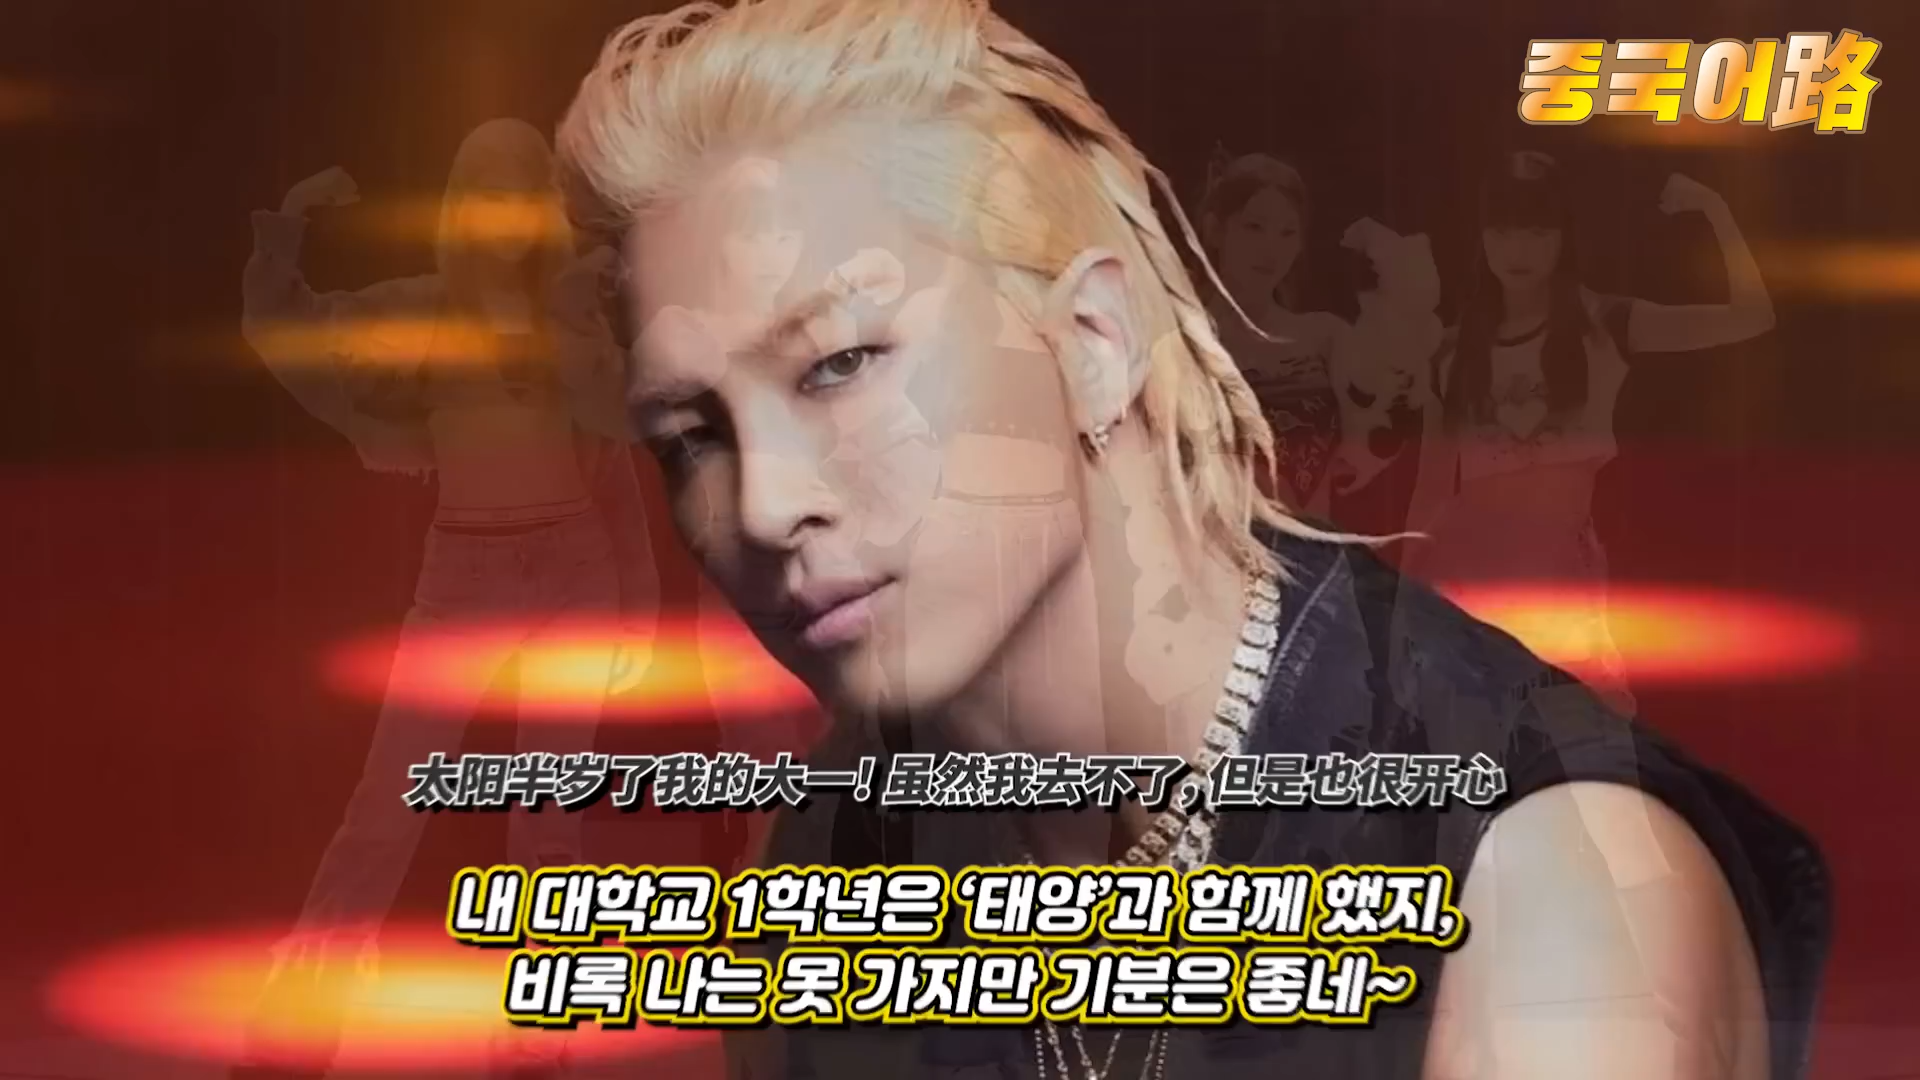 중국어路
太阳半岁了我的大一! 虽然我去不了, 但是也很开心
내 대학교 1학년은 ‘태양’과 함께 했지,
비록 나는 못 가지만 기분은 좋네~